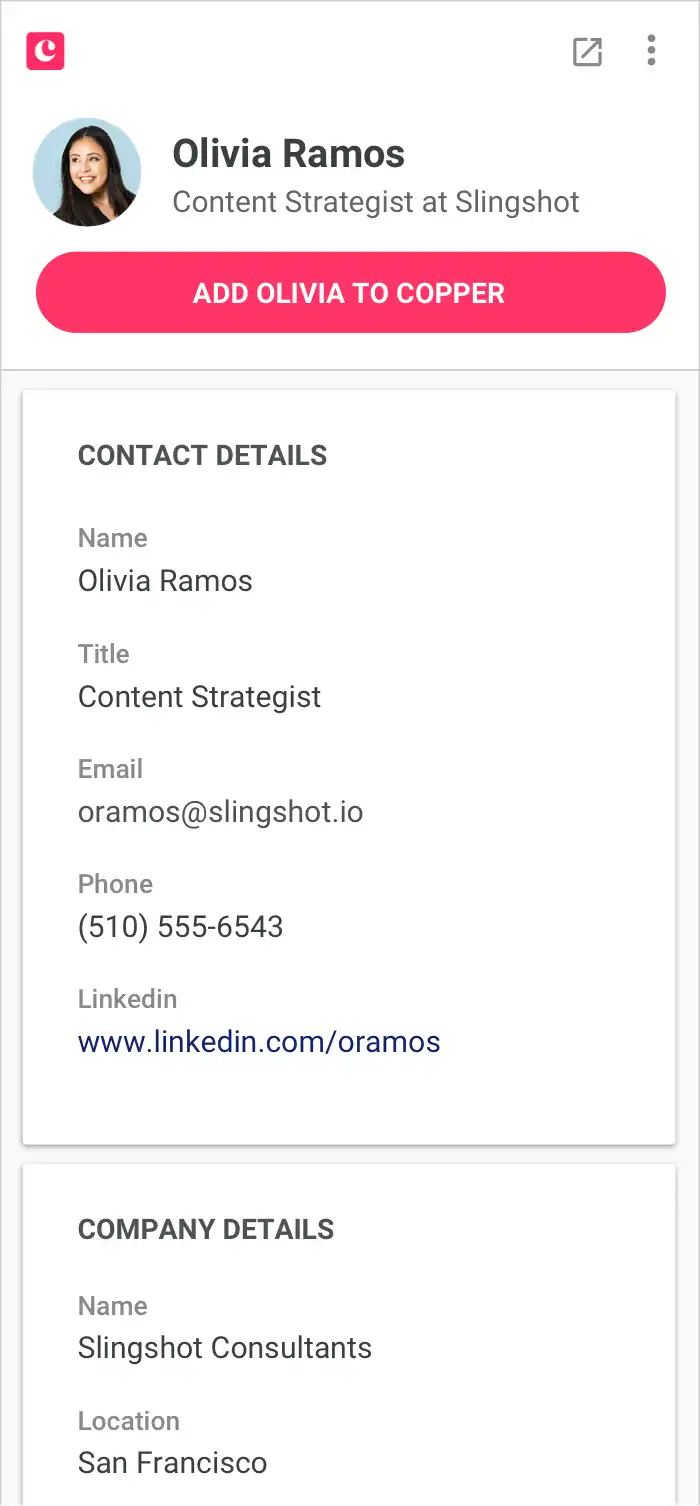 Olivia Ramos
Content Strategist at Slingshot
ADD OLIVIA TO COPPER
CONTACT DETAILS
Name
Olivia Ramos
Title
Content Strategist
Email
oramos@slingshot.io
Phone
(510) 555-6543
Linkedin
www.linkedin.com/oramos
COMPANY DETAILS
Name
Slingshot Consultants
Location
San Francisco